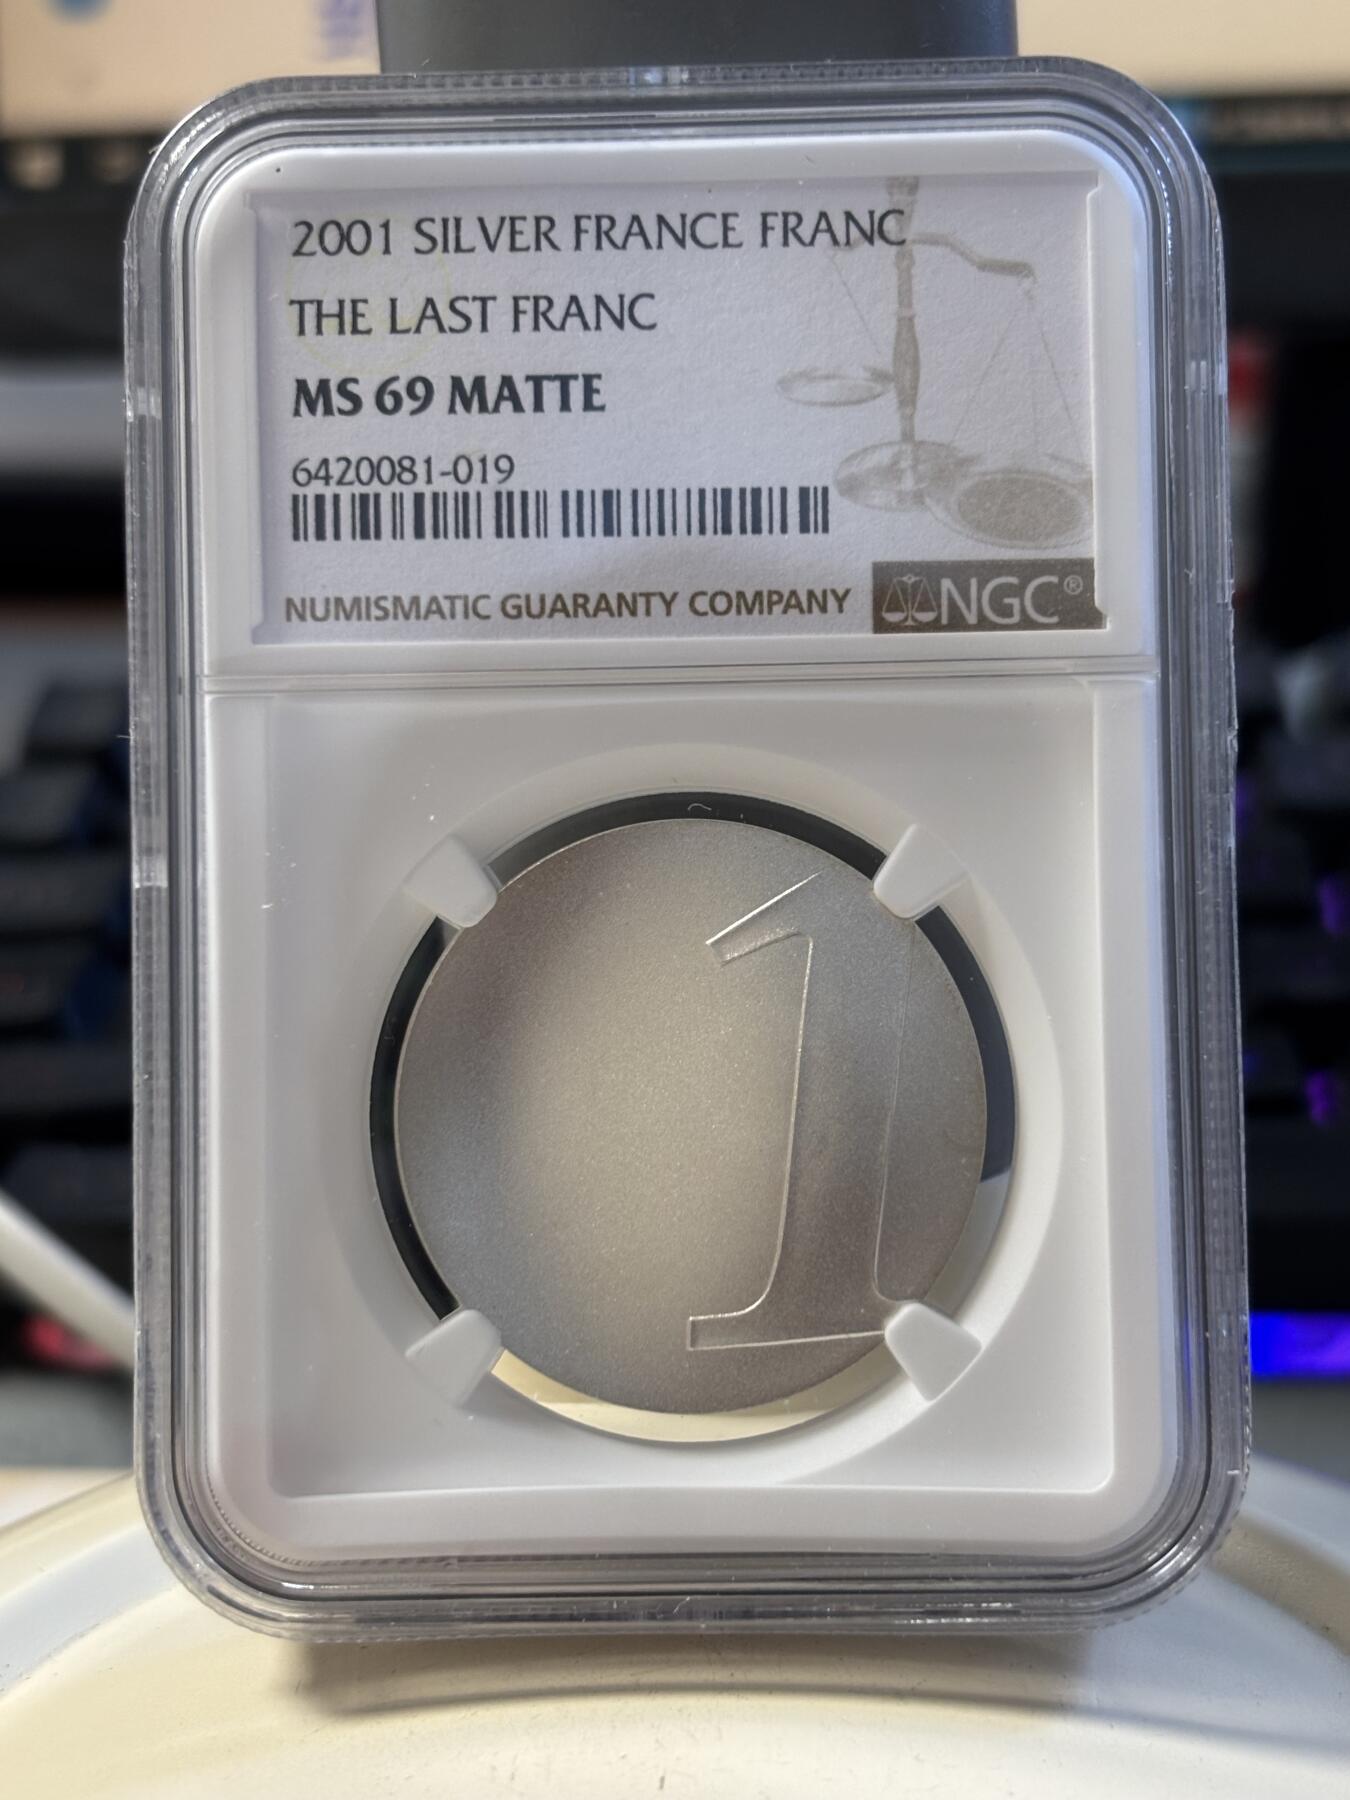 2001 SILVER FRANCE FRANC
THE LAST FRANC
MS 69 MATTE
6420081-019
NUMISMATIC GUARANTY COMPANY NGC®
1